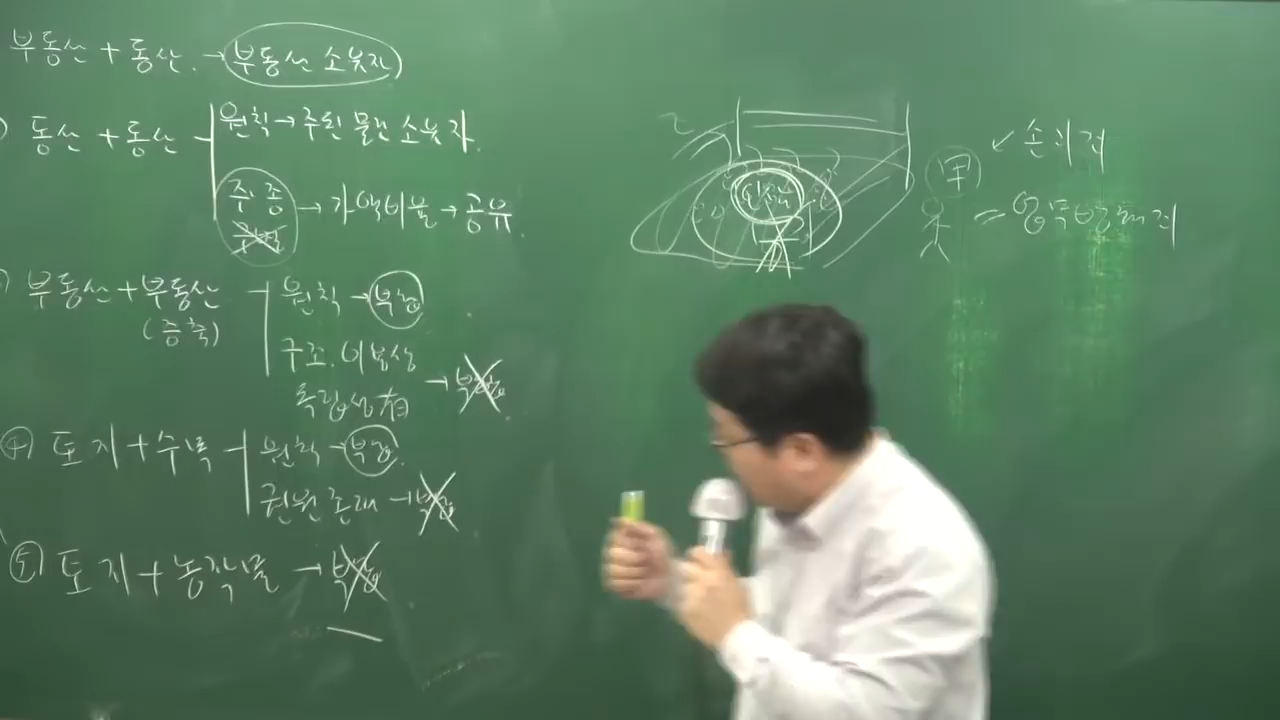 부동산 + 동산. → 부동산 소유자
동산 + 동산
원칙 → 주된 물건 소유자.
주·종 → 가액비율 → 공유.
부동산 + 부동산
(증축)
원칙 → 부합
구조.이용상
독립성 有 → 부합
④ 토지 + 수목
원칙 → 부합.
권원 존재 → 부합
⑤ 토지 + 농작물 → 부합
甲